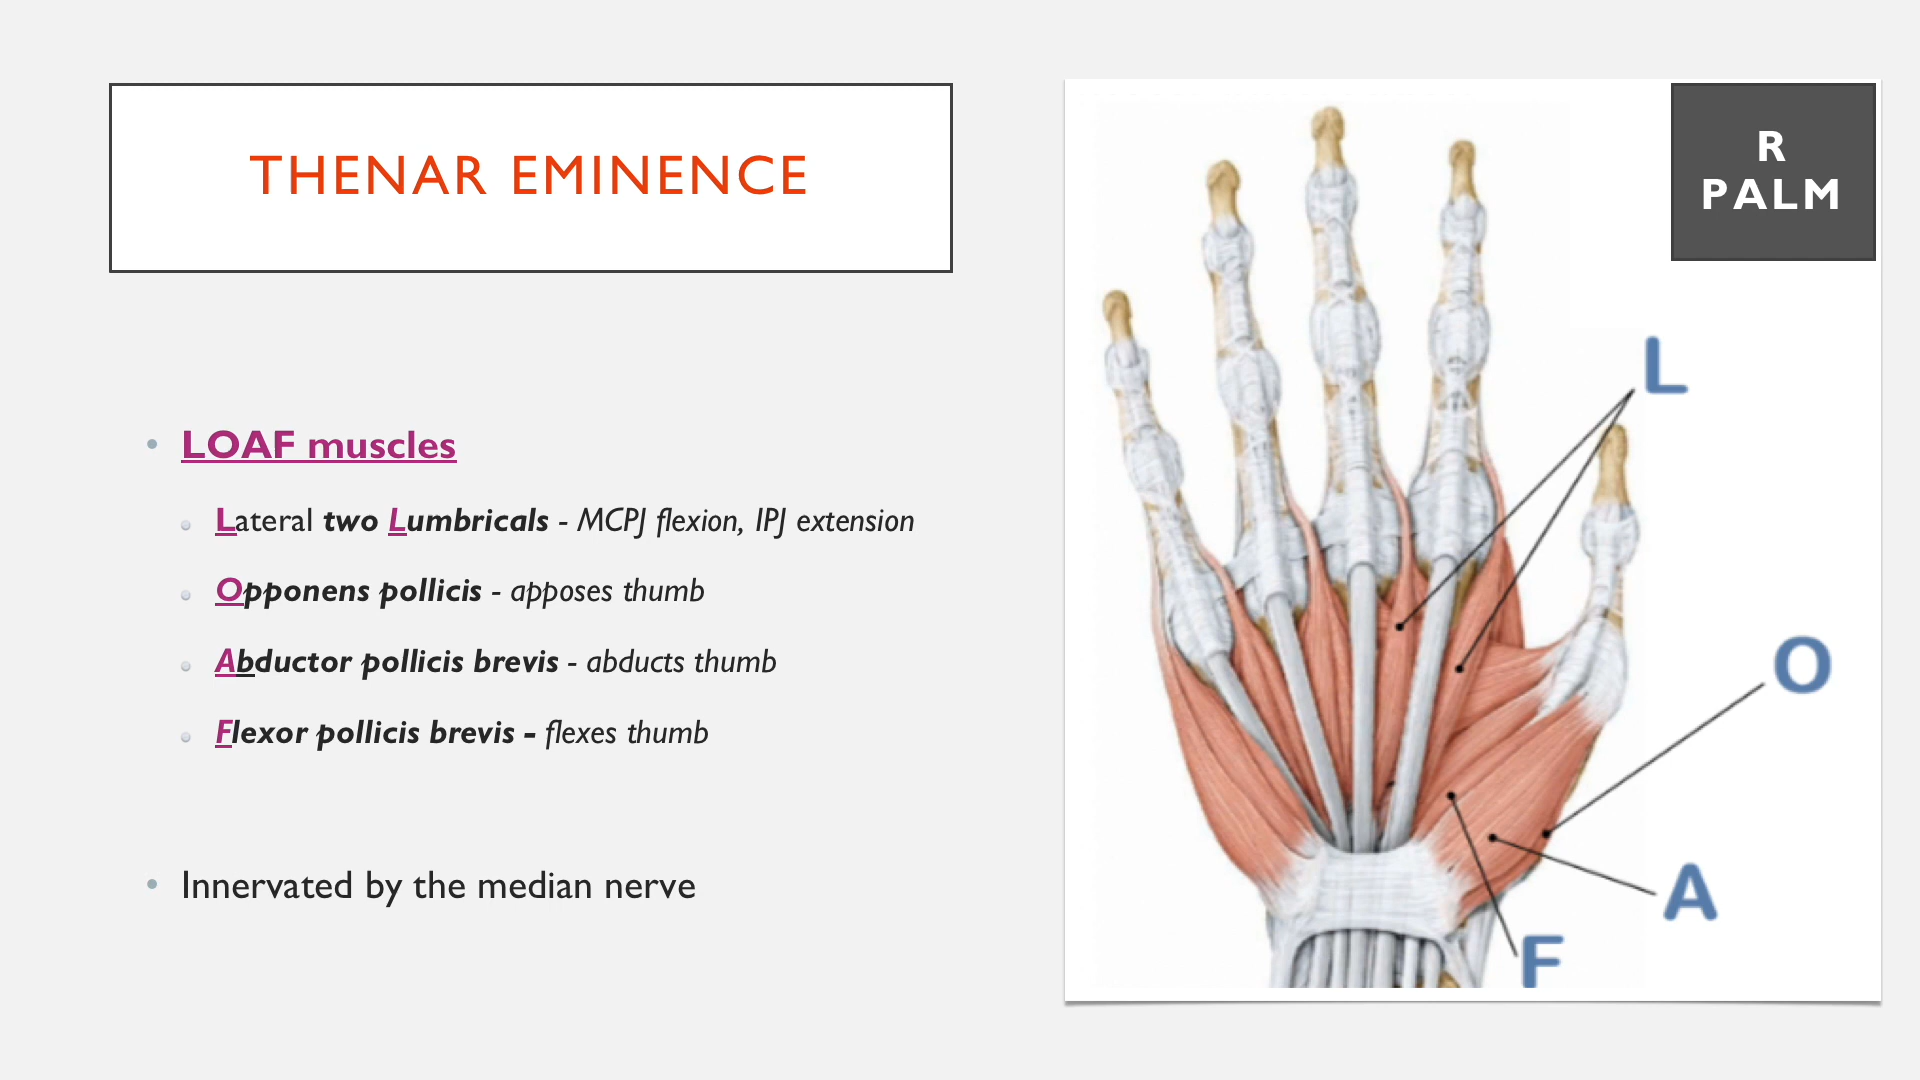 THENAR EMINENCE
R
PALM
• LOAF muscles
Lateral two Lumbricals - MCPJ flexion, IPJ extension
Opponens pollicis - apposes thumb
Abductor pollicis brevis - abducts thumb
Flexor pollicis brevis - flexes thumb
• Innervated by the median nerve
L
O
A
F